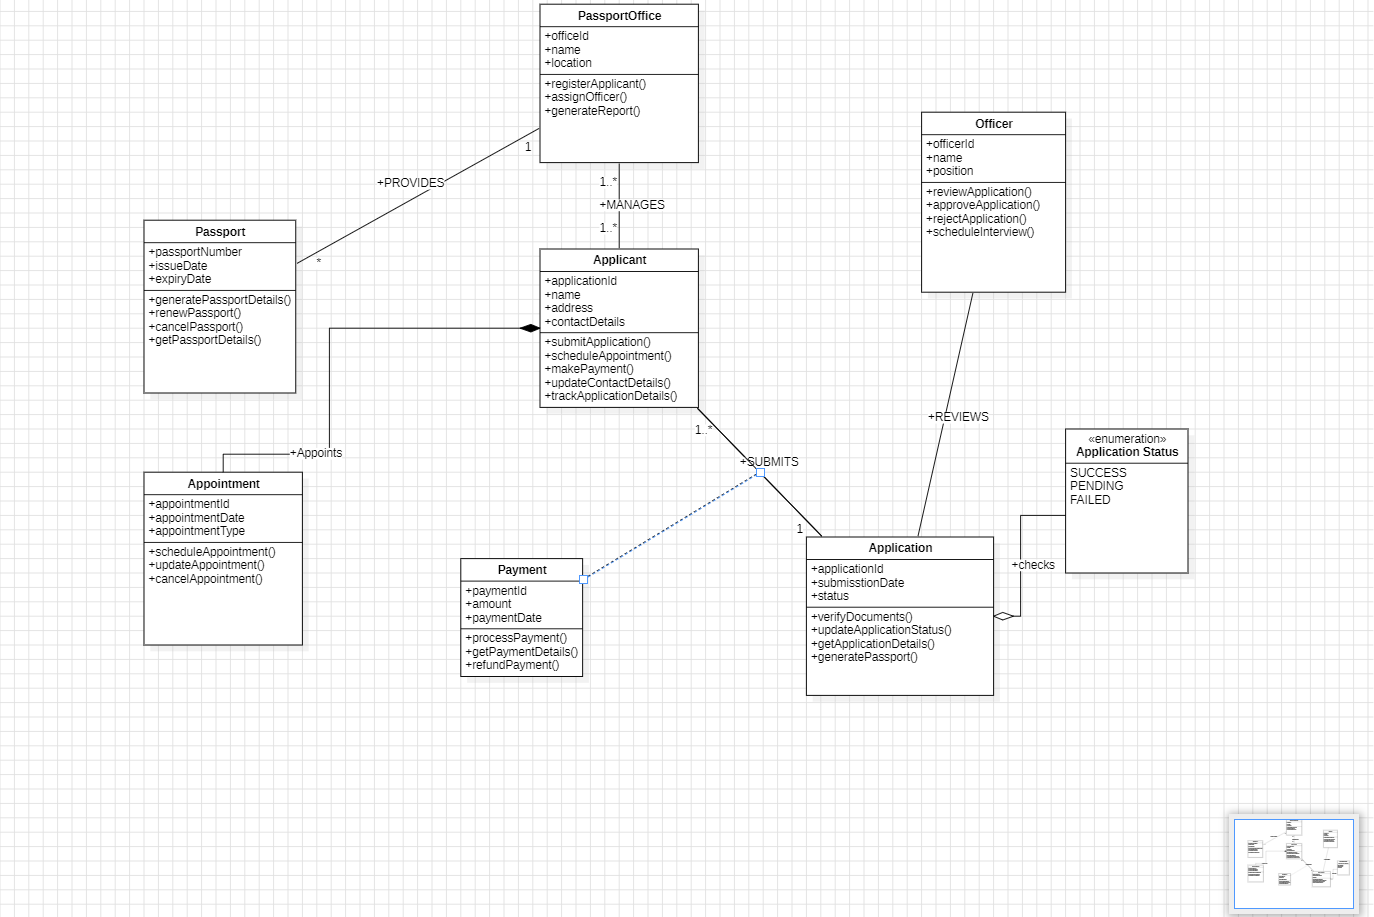 PassportOffice
+officeId
+name
+location
+registerApplicant()
+assignOfficer()
+generateReport()
1
+PROVIDES
*
1..*
+MANAGES
1..*
Officer
+officerId
+name
+position
+reviewApplication()
+approveApplication()
+rejectApplication()
+scheduleInterview()
Passport
+passportNumber
+issueDate
+expiryDate
+generatePassportDetails()
+renewPassport()
+cancelPassport()
+getPassportDetails()
Applicant
+applicationId
+name
+address
+contactDetails
+submitApplication()
+scheduleAppointment()
+makePayment()
+updateContactDetails()
+trackApplicationDetails()
+REVIEWS
1..*
+SUBMITS
1
+Appoints
«enumeration»
Application Status
SUCCESS
PENDING
FAILED
Appointment
+appointmentId
+appointmentDate
+appointmentType
+scheduleAppointment()
+updateAppointment()
+cancelAppointment()
Payment
+paymentId
+amount
+paymentDate
+processPayment()
+getPaymentDetails()
+refundPayment()
Application
+applicationId
+submisstionDate
+status
+verifyDocuments()
+updateApplicationStatus()
+getApplicationDetails()
+generatePassport()
+checks